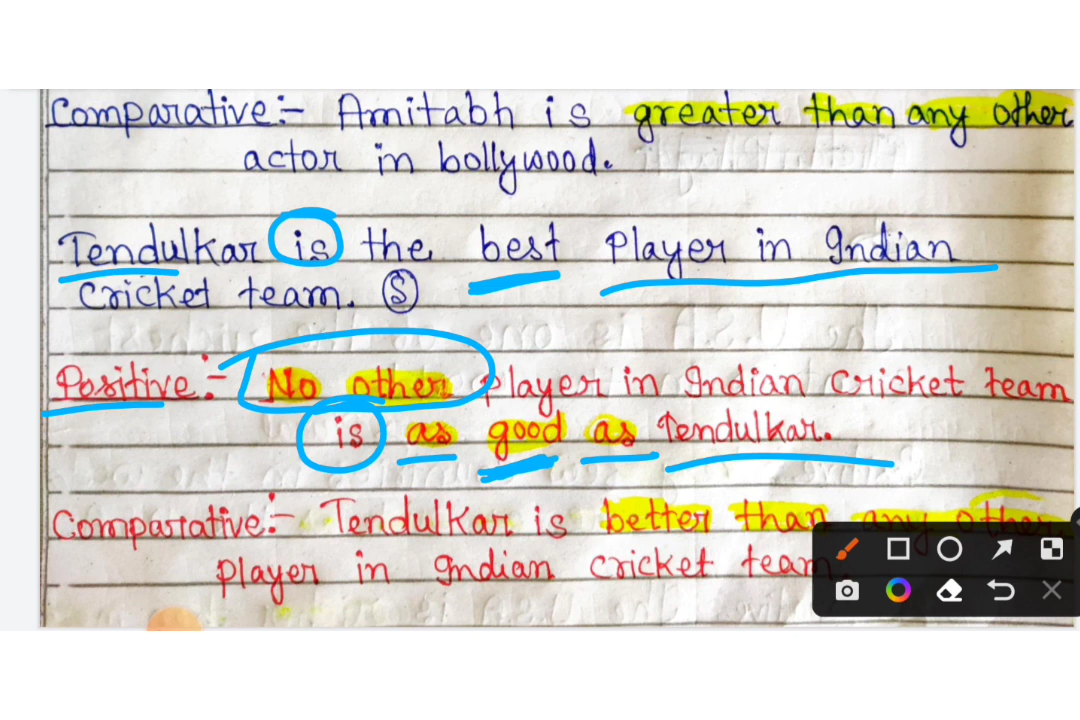 Comparative:- Amitabh is greater than any other
actor in bollywood.
Tendulkar is the best Player in Indian
Cricket team. Ⓢ
Positive:- No other player in Indian Cricket team
is as good as Tendulkar.
Comparative:- Tendulkar is better than any other
player in Indian cricket team